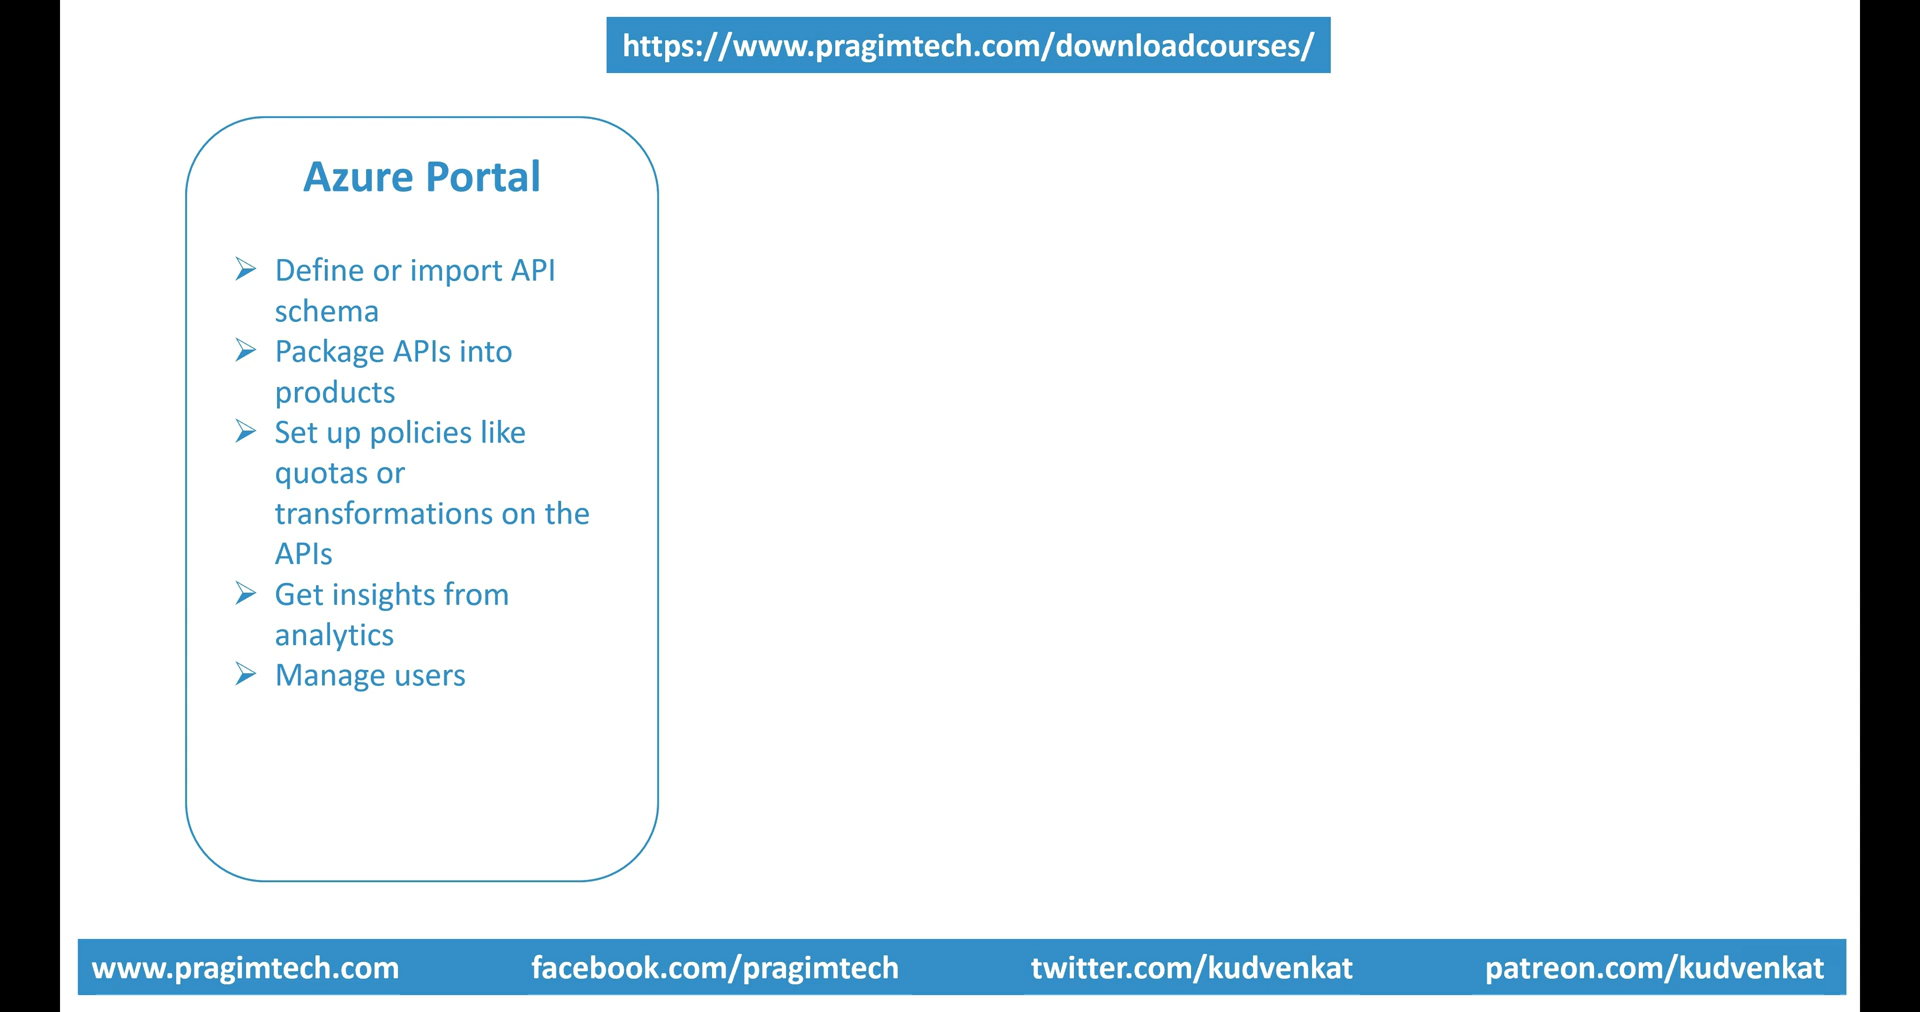 https://www.pragimtech.com/downloadcourses/
Azure Portal
➢ Define or import API
schema
➢ Package APIs into
products
➢ Set up policies like
quotas or
transformations on the
APIs
➢ Get insights from
analytics
➢ Manage users
www.pragimtech.com facebook.com/pragimtech twitter.com/kudvenkat patreon.com/kudvenkat